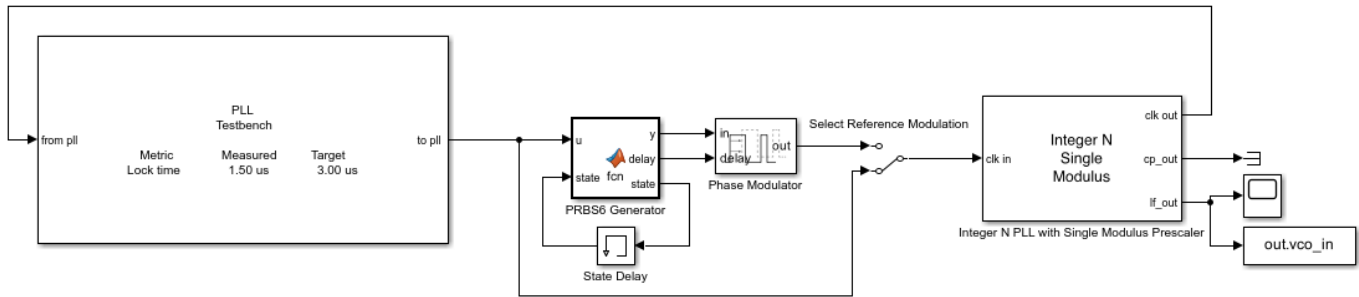 from pll
PLL
Testbench
to pll
Metric Measured Target
Lock time 1.50 us 3.00 us
u
y
delay
state
state
fcn
PRBS6 Generator
State Delay
in
delay
out
Phase Modulator
Select Reference Modulation
clk in
Integer N
Single
Modulus
clk out
cp_out
lf_out
Integer N PLL with Single Modulus Prescaler
out.vco_in